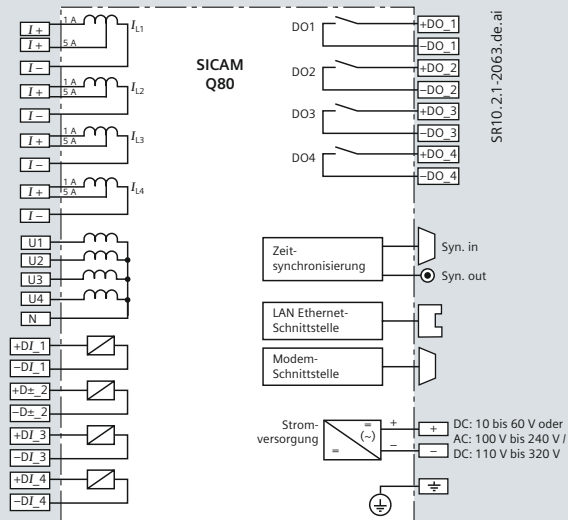 I+
1 A
I+
5 A
IL1
I–
I+
1 A
5 A
IL2
I–
I+
1 A
5 A
IL3
I–
I+
1 A
5 A
IL4
I–
U1
U2
U3
U4
N
+DI_1
–DI_1
+D±_2
–D±_2
+DI_3
–DI_3
+DI_4
–DI_4
SICAM
Q80
DO1
+DO_1
–DO_1
DO2
+DO_2
–DO_2
DO3
+DO_3
–DO_3
DO4
+DO_4
–DO_4
SR10.2.1-2063.de.ai
Zeit-
synchronisierung
Syn. in
Syn. out
LAN Ethernet-
Schnittstelle
Modem-
Schnittstelle
Strom-
versorgung
=
(~)
=
+
–
+
–
DC: 10 bis 60 V oder
AC: 100 V bis 240 V /
DC: 110 V bis 320 V